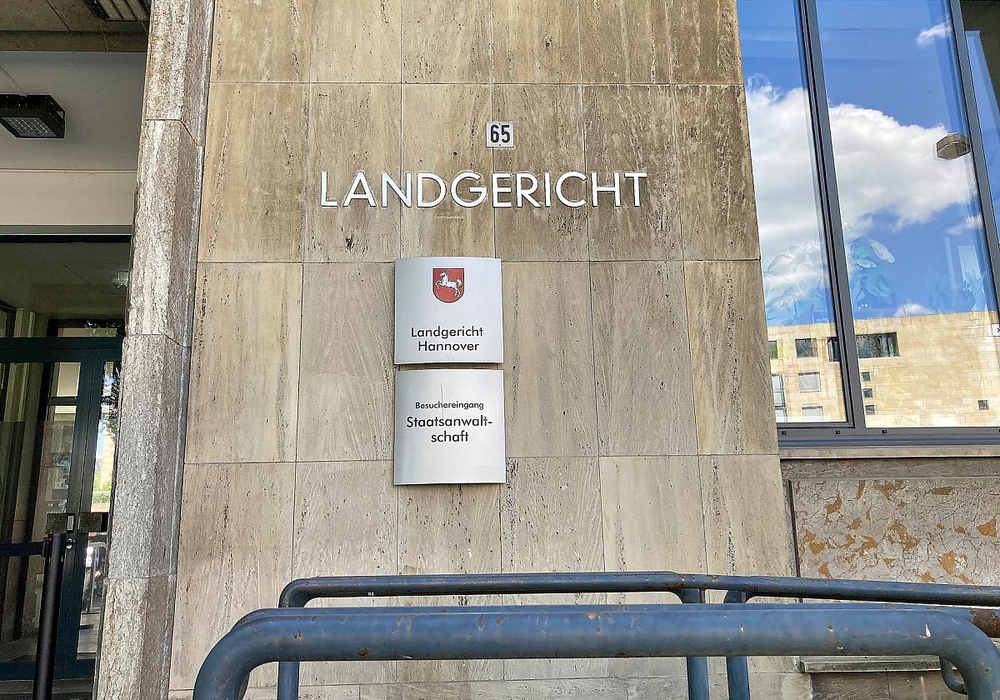 65
LANDGERICHT
Landgericht
Hannover
Besuchereingang
Staatsanwalt-
schaft